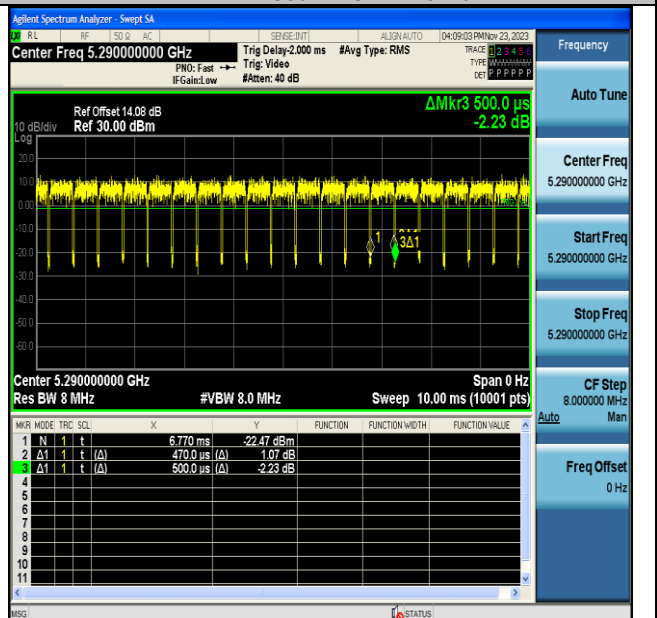 Agilent Spectrum Analyzer - Swept SA
RL RF 50 Ω AC SENSE:INT ALIGN AUTO 04:09:03 PM Nov 23, 2023
Center Freq 5.290000000 GHz
PNO: Fast
IFGain:Low
Trig Delay-2.000 ms
Trig: Video
#Atten: 40 dB
#Avg Type: RMS
TRACE 1 2 3 4 5 6
TYPE
DET P P P P P P
Ref Offset 14.08 dB
10 dB/div Ref 30.00 dBm
Log
ΔMkr3 500.0 µs
-2.23 dB
20.0
10.0
0.00
-10.0
-20.0
-30.0
-40.0
-50.0
-60.0
1
3Δ1
Center 5.290000000 GHz Span 0 Hz
Res BW 8 MHz #VBW 8.0 MHz Sweep 10.00 ms (10001 pts)
MKR MODE TRC SCL X Y FUNCTION FUNCTION WIDTH FUNCTION VALUE
1 N 1 t 6.770 ms -22.47 dBm
2 Δ1 1 t (Δ) 470.0 µs (Δ) 1.07 dB
3 Δ1 1 t (Δ) 500.0 µs (Δ) -2.23 dB
4
5
6
7
8
9
10
11
MSG STATUS
Frequency
Auto Tune
Center Freq
5.290000000 GHz
Start Freq
5.290000000 GHz
Stop Freq
5.290000000 GHz
CF Step
8.000000 MHz
Auto Man
Freq Offset
0 Hz